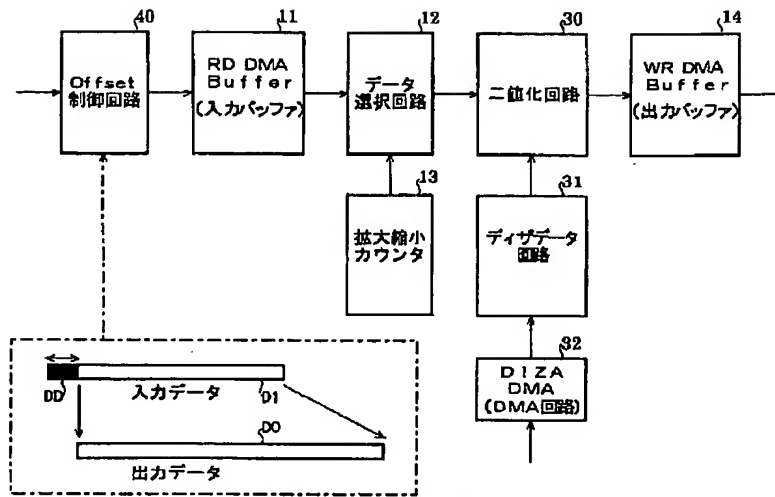 40
Offset
制御回路
11
RD DMA
Buffer
(入力バッファ)
12
データ
選択回路
30
二値化回路
14
WR DMA
Buffer
(出力バッファ)
13
拡大縮小
カウンタ
31
ディザデータ
回路
32
DIZA
DMA
(DMA回路)
DD
入力データ
D1
DO
出力データ